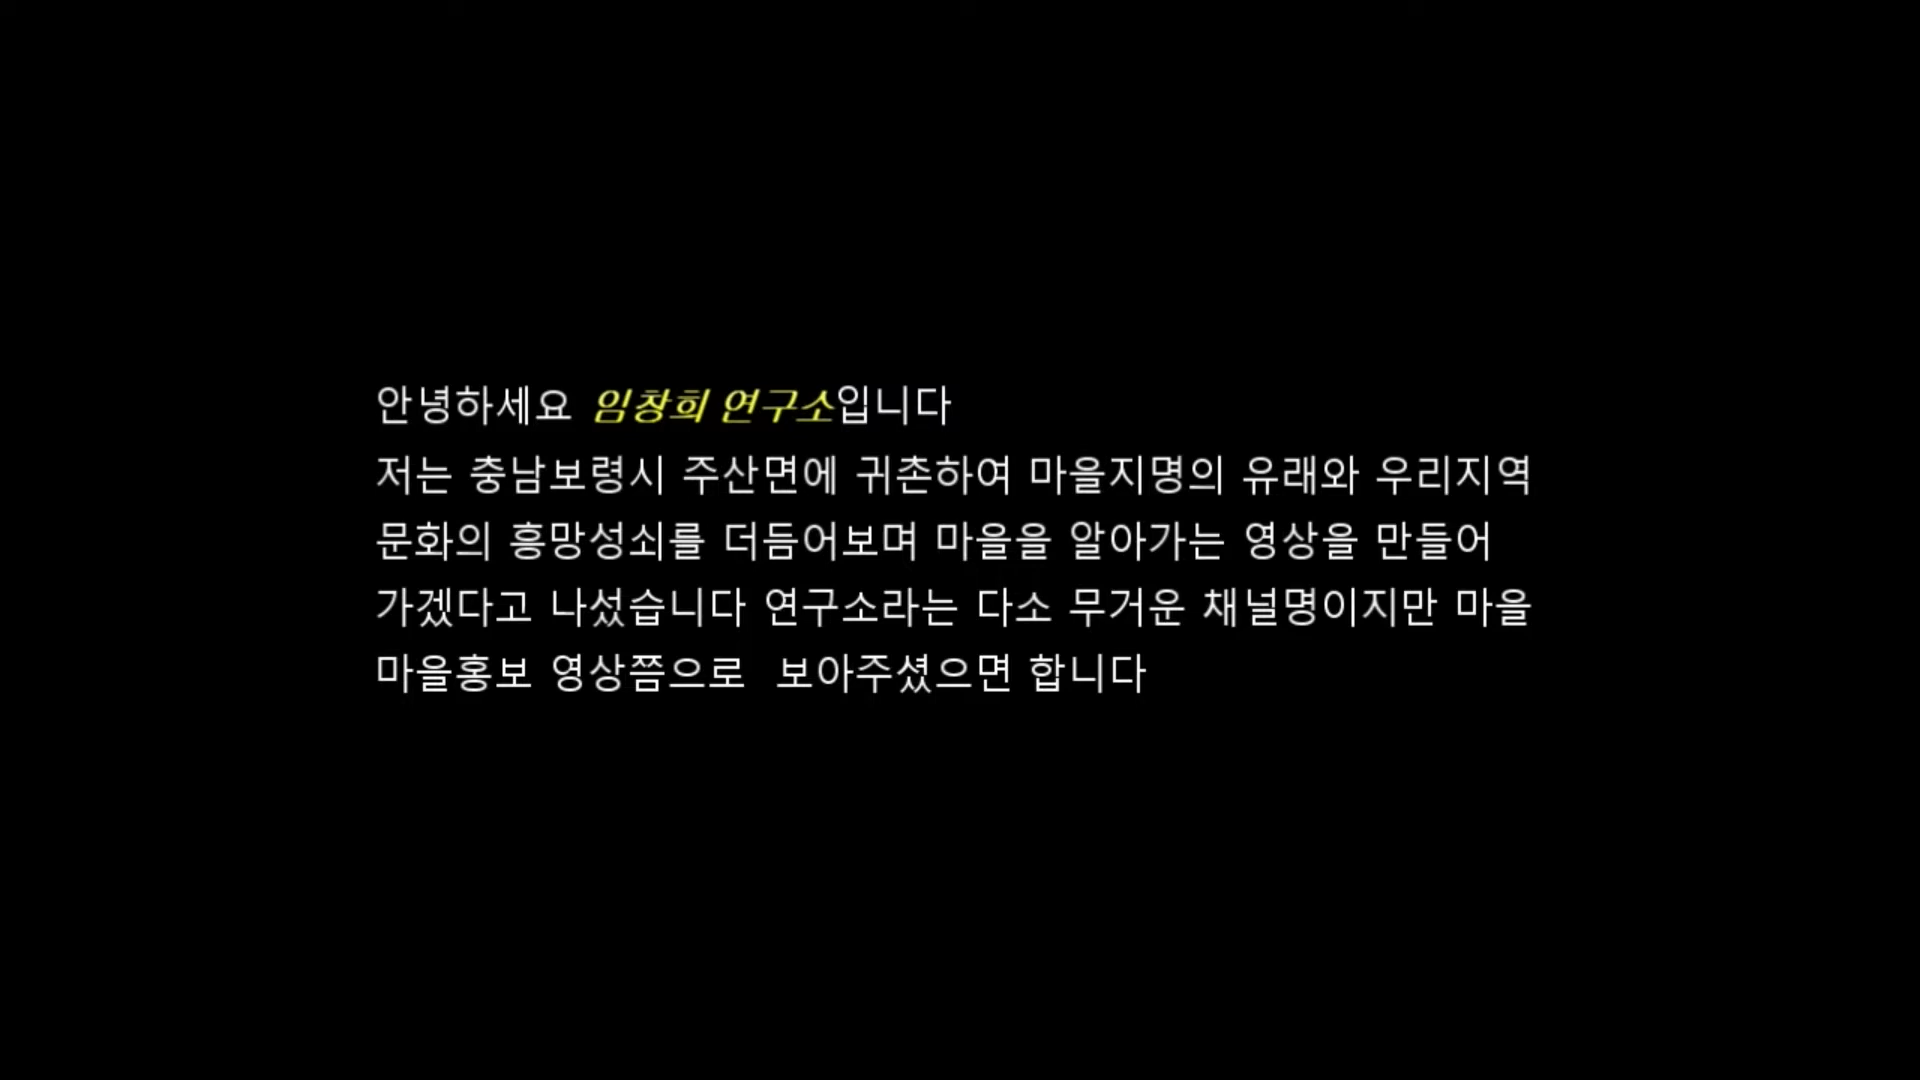 안녕하세요 임창희 연구소입니다
저는 충남보령시 주산면에 귀촌하여 마을지명의 유래와 우리지역
문화의 흥망성쇠를 더듬어보며 마을을 알아가는 영상을 만들어
가겠다고 나섰습니다 연구소라는 다소 무거운 채널명이지만 마을
마을홍보 영상쯤으로  보아주셨으면 합니다